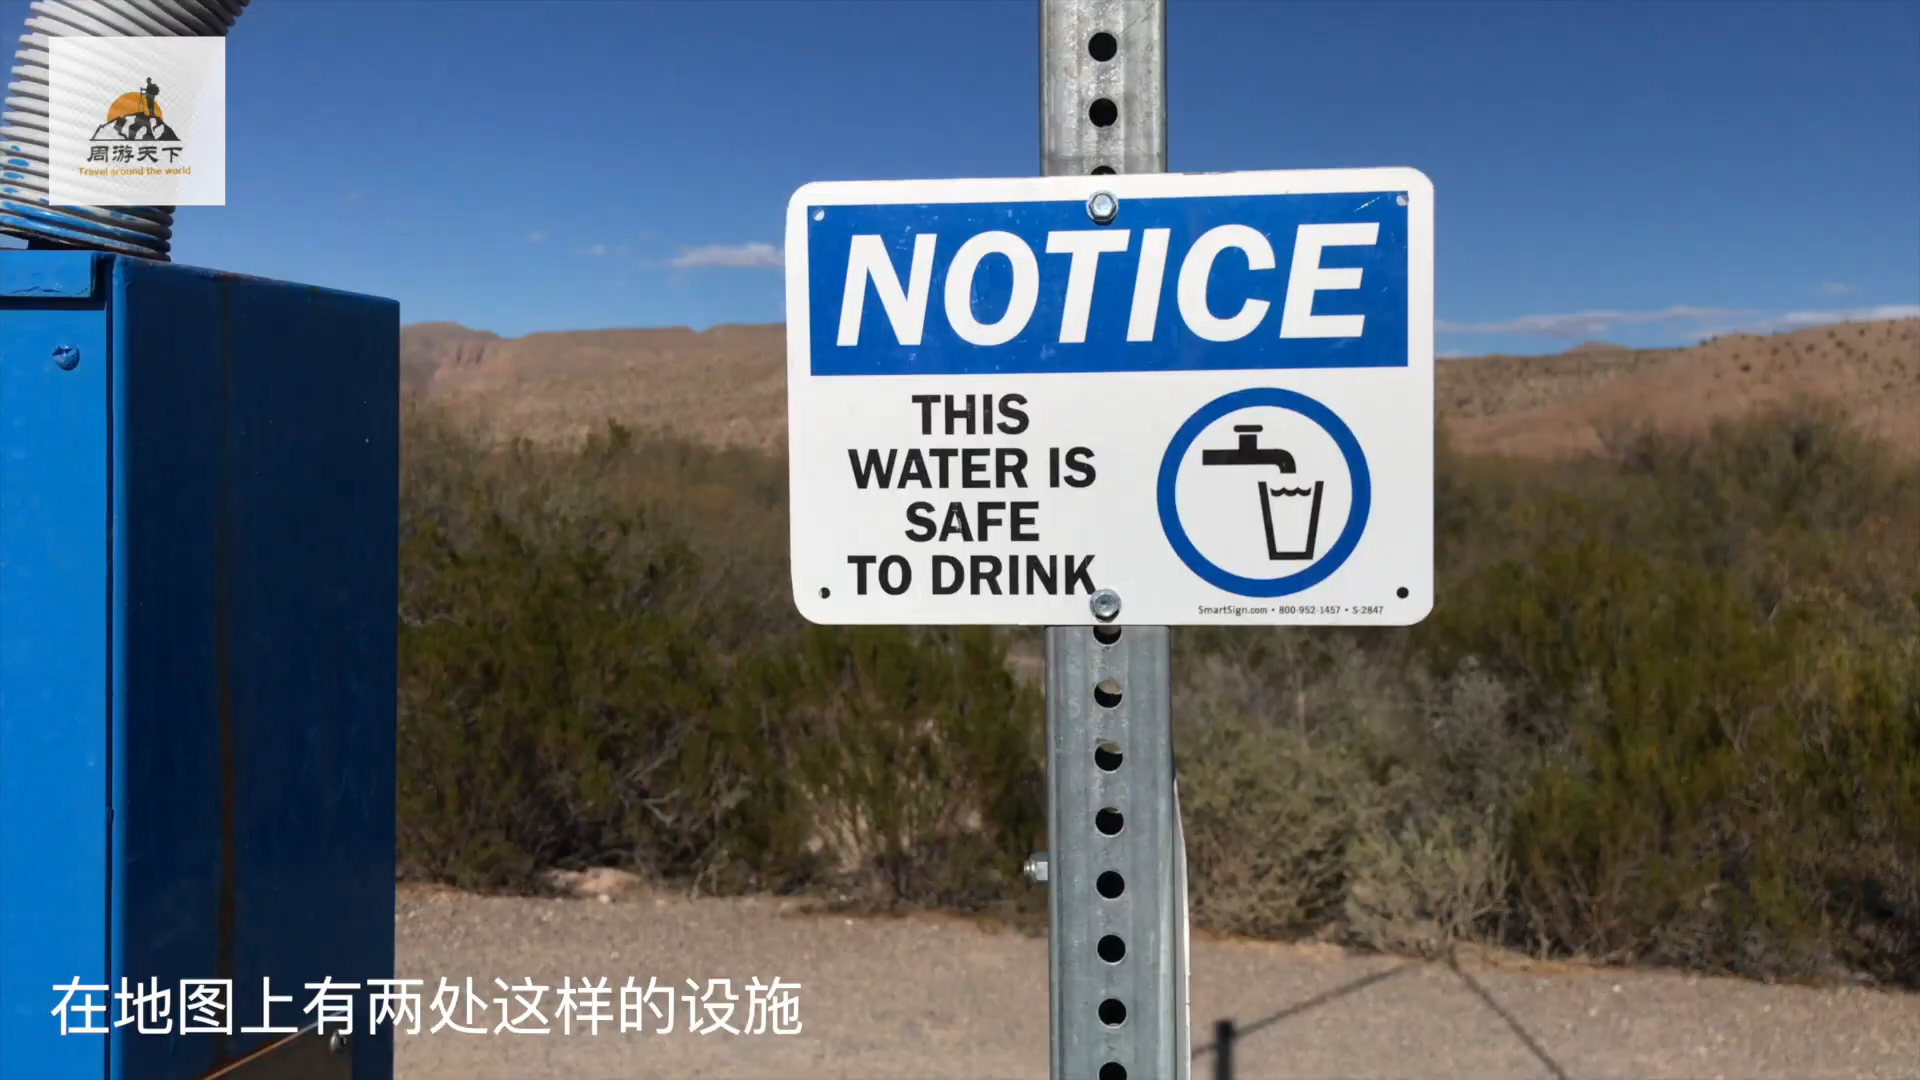 周游天下
Travel around the world
NOTICE
THIS
WATER IS
SAFE
TO DRINK
SmartSign.com • 800-952-1457 • S-2847
在地图上有两处这样的设施